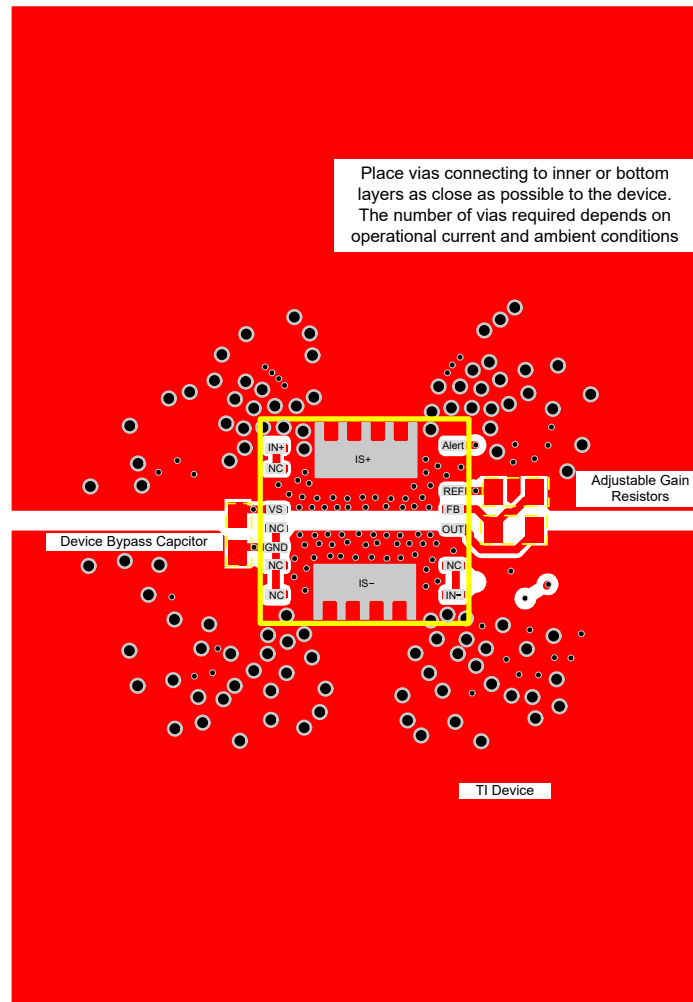 Place vias connecting to inner or bottom
layers as close as possible to the device.
The number of vias required depends on
operational current and ambient conditions
IN+
IS+
Alert
NC
Adjustable Gain
Resistors
REF
VS
FB
NC
OUT
Device Bypass Capcitor
GND
NC
NC
IS−
NC
IN−
TI Device